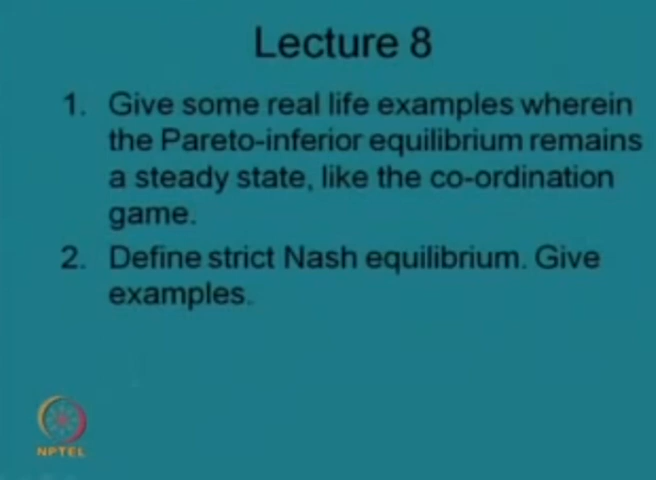 Lecture 8
1. Give some real life examples wherein
the Pareto-inferior equilibrium remains
a steady state, like the co-ordination
game.
2. Define strict Nash equilibrium. Give
examples.
NPTEL